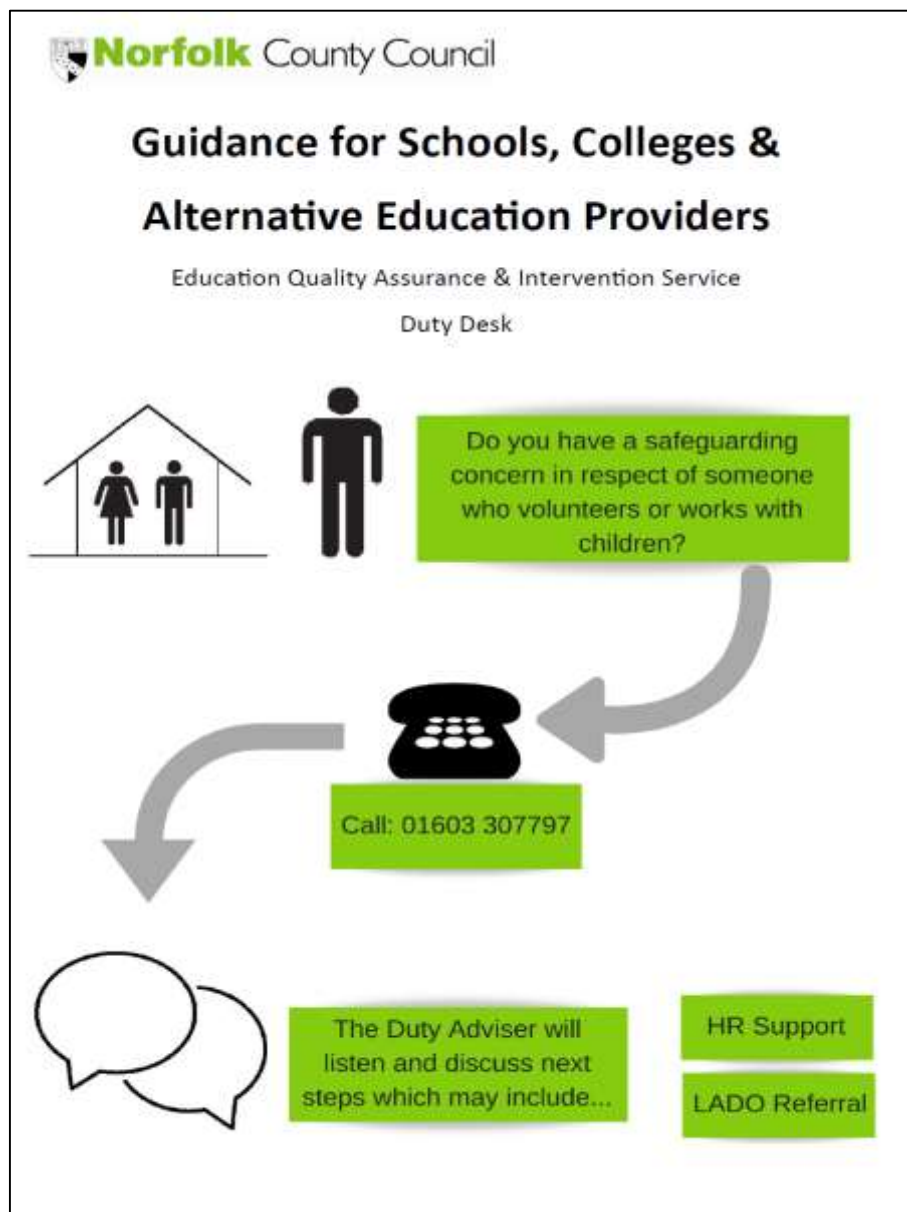 Norfolk County Council
Guidance for Schools, Colleges &
Alternative Education Providers
Education Quality Assurance & Intervention Service
Duty Desk
Do you have a safeguarding
concern in respect of someone
who volunteers or works with
children?
Call: 01603 307797
The Duty Adviser will
listen and discuss next
steps which may include...
HR Support
LADO Referral